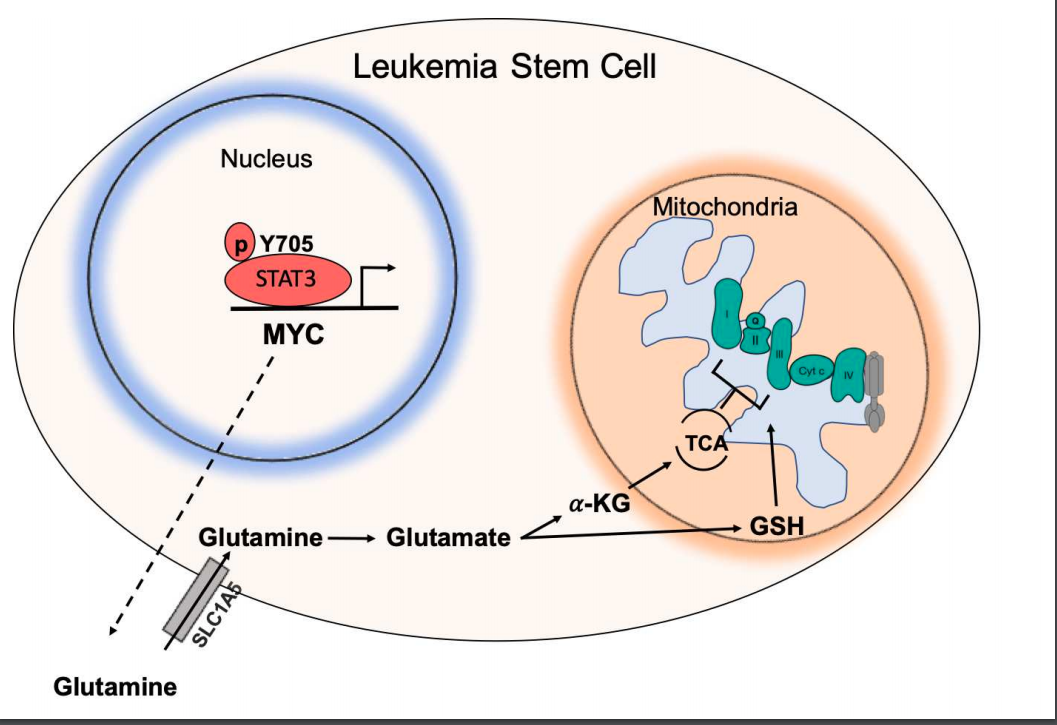 Leukemia Stem Cell
Nucleus
p Y705
STAT3
MYC
Mitochondria
I
Q
II
III
Cyt c
IV
TCA
α-KG
GSH
Glutamine
Glutamate
SLC1A5
Glutamine